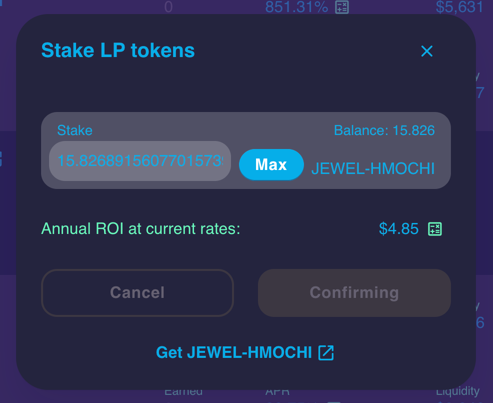 0 851.31% $5,631
Stake LP tokens
Stake Balance: 15.826
15.8268915607701573
Max
JEWEL-HMOCHI
Annual ROI at current rates: $4.85
Cancel Confirming
Get JEWEL-HMOCHI
Earned APR Liquidity